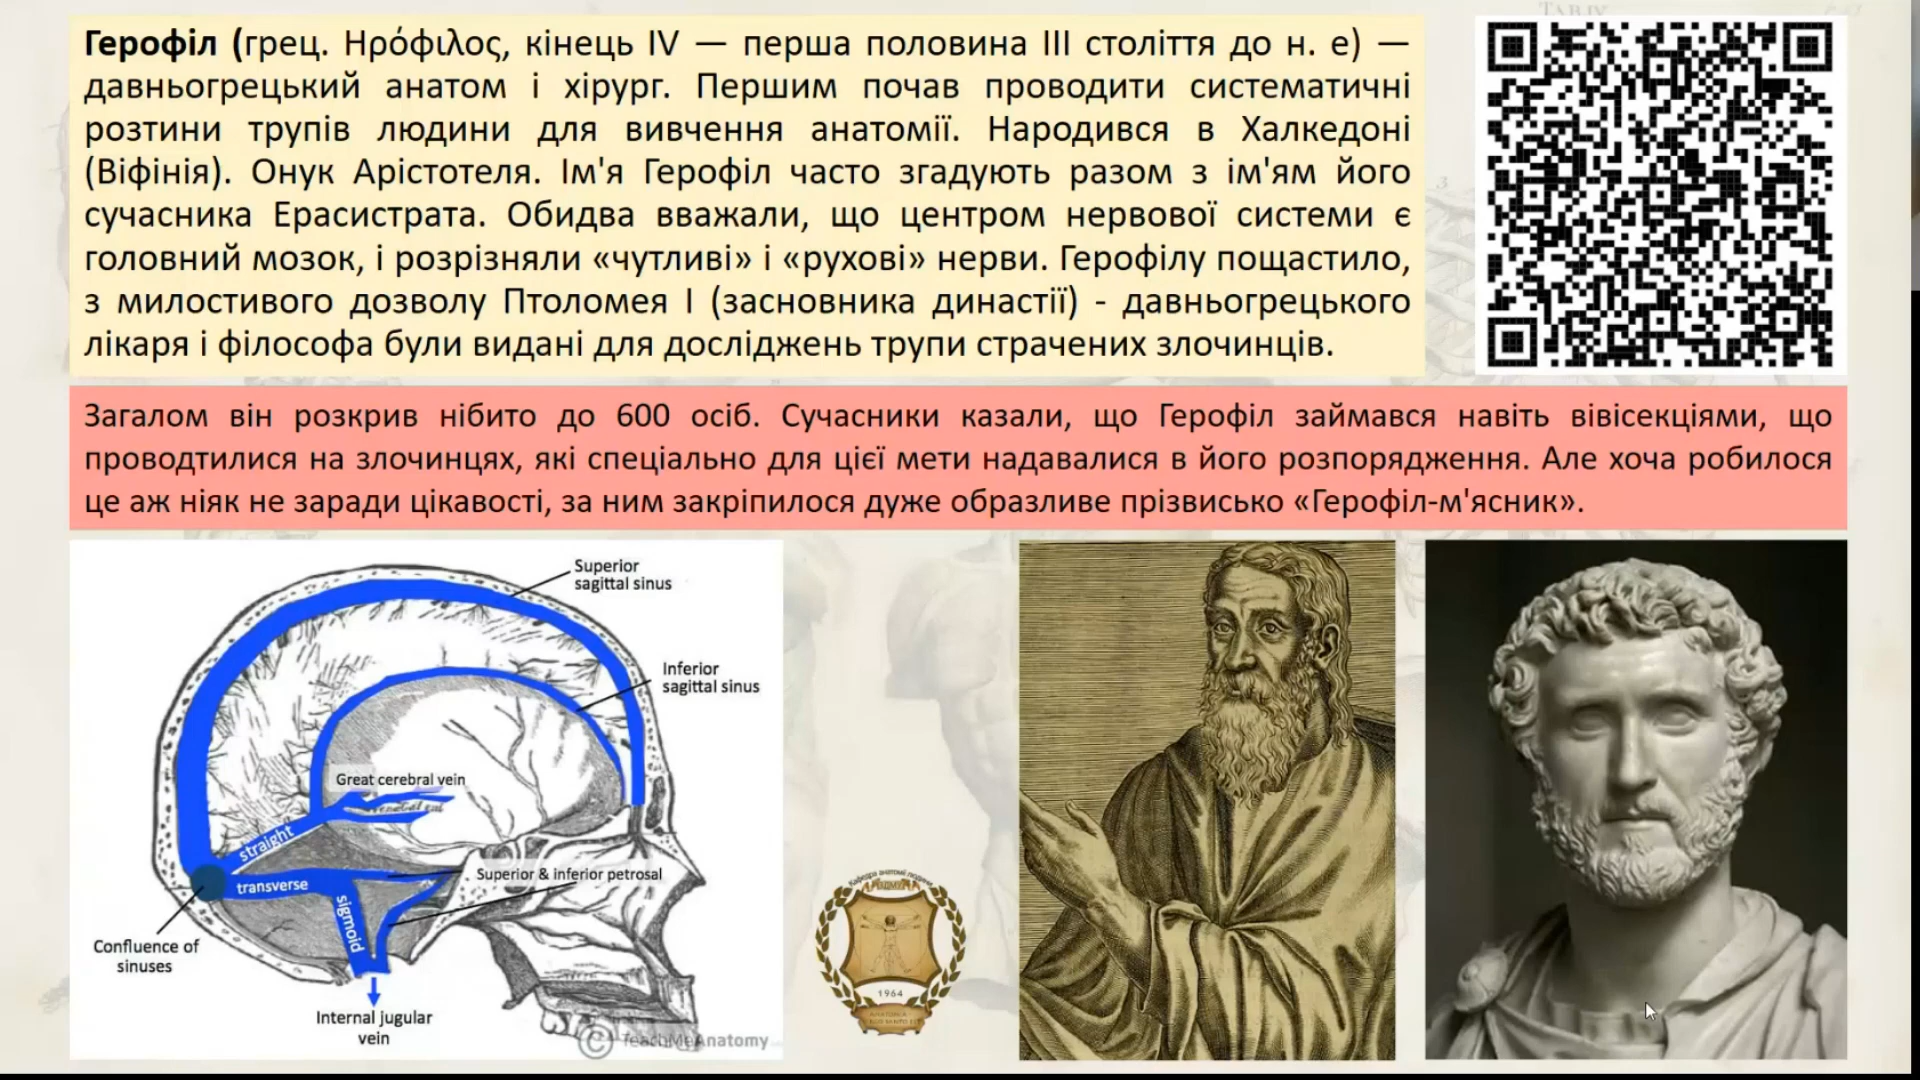 Герофіл (грец. Ηρόφιλος, кінець IV — перша половина III століття до н. е) —
давньогрецький анатом і хірург. Першим почав проводити систематичні
розтини трупів людини для вивчення анатомії. Народився в Халкедоні
(Віфінія). Онук Арістотеля. Ім'я Герофіл часто згадують разом з ім'ям його
сучасника Ерасистрата. Обидва вважали, що центром нервової системи є
головний мозок, і розрізняли «чутливі» і «рухові» нерви. Герофілу пощастило,
з милостивого дозволу Птоломея I (засновника династії) - давньогрецького
лікаря і філософа були видані для досліджень трупи страчених злочинців.
Загалом він розкрив нібито до 600 осіб. Сучасники казали, що Герофіл займався навіть вівісекціями, що
проводтилися на злочинцях, які спеціально для цієї мети надавалися в його розпорядження. Але хоча робилося
це аж ніяк не заради цікавості, за ним закріпилося дуже образливе прізвисько «Герофіл-м'ясник».
Superior
sagittal sinus
Inferior
sagittal sinus
Great cerebral vein
straight
transverse
Superior & inferior petrosal
sigmoid
Confluence of
sinuses
Internal jugular
vein
© TeachMeAnatomy
Кафедра анатомії людини
1964